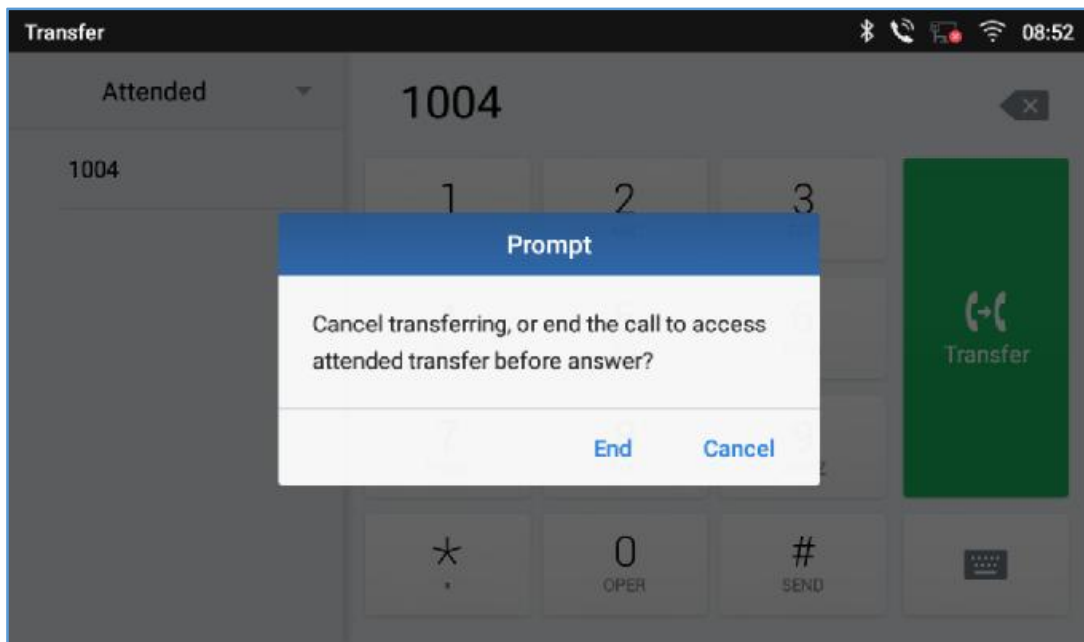 Transfer 08:52
Attended
1004
1004
1 2 3
Prompt
Cancel transferring, or end the call to access
attended transfer before answer?
Transfer
End Cancel
* 0 #
OPER SEND